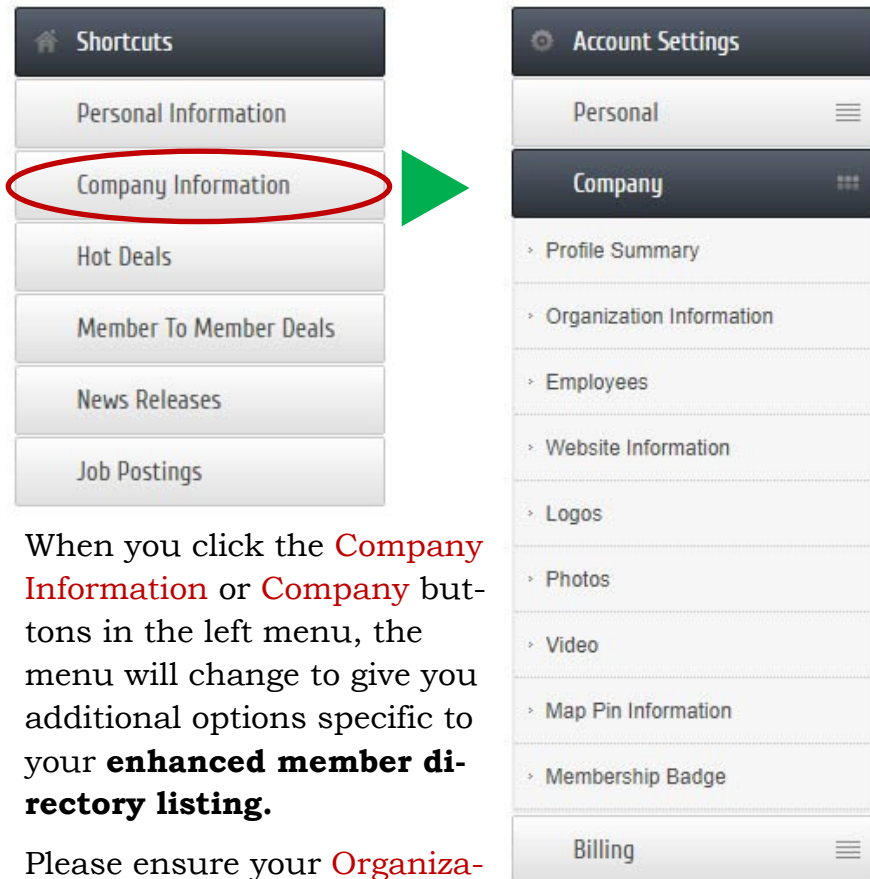 Shortcuts
Personal Information
Company Information
Hot Deals
Member To Member Deals
News Releases
Job Postings
When you click the Company
Information or Company but-
tons in the left menu, the
menu will change to give you
additional options specific to
your enhanced member di-
rectory listing.
Please ensure your Organiza-
Account Settings
Personal
Company
Profile Summary
Organization Information
Employees
Website Information
Logos
Photos
Video
Map Pin Information
Membership Badge
Billing